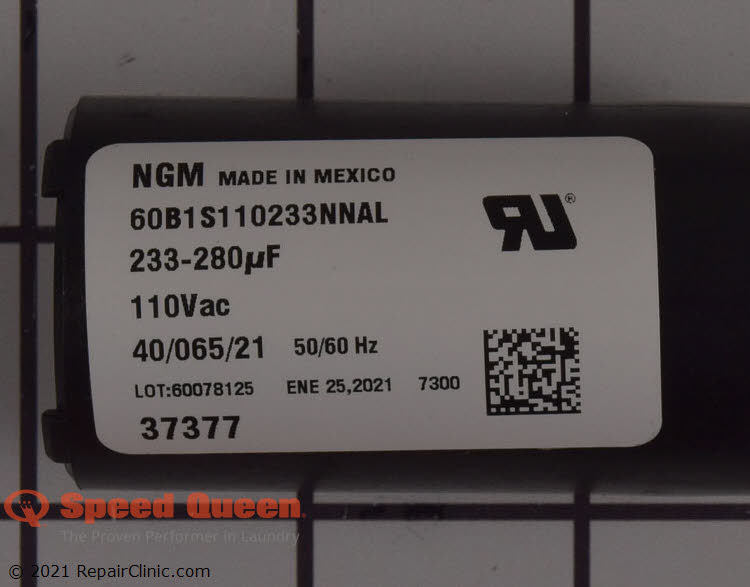 NGM MADE IN MEXICO
60B1S110233NNAL
233-280µF
110Vac
40/065/21 50/60 Hz
LOT:60078125 ENE 25,2021 7300
37377
Speed Queen
The Proven Performer in Laundry
© 2021 RepairClinic.com